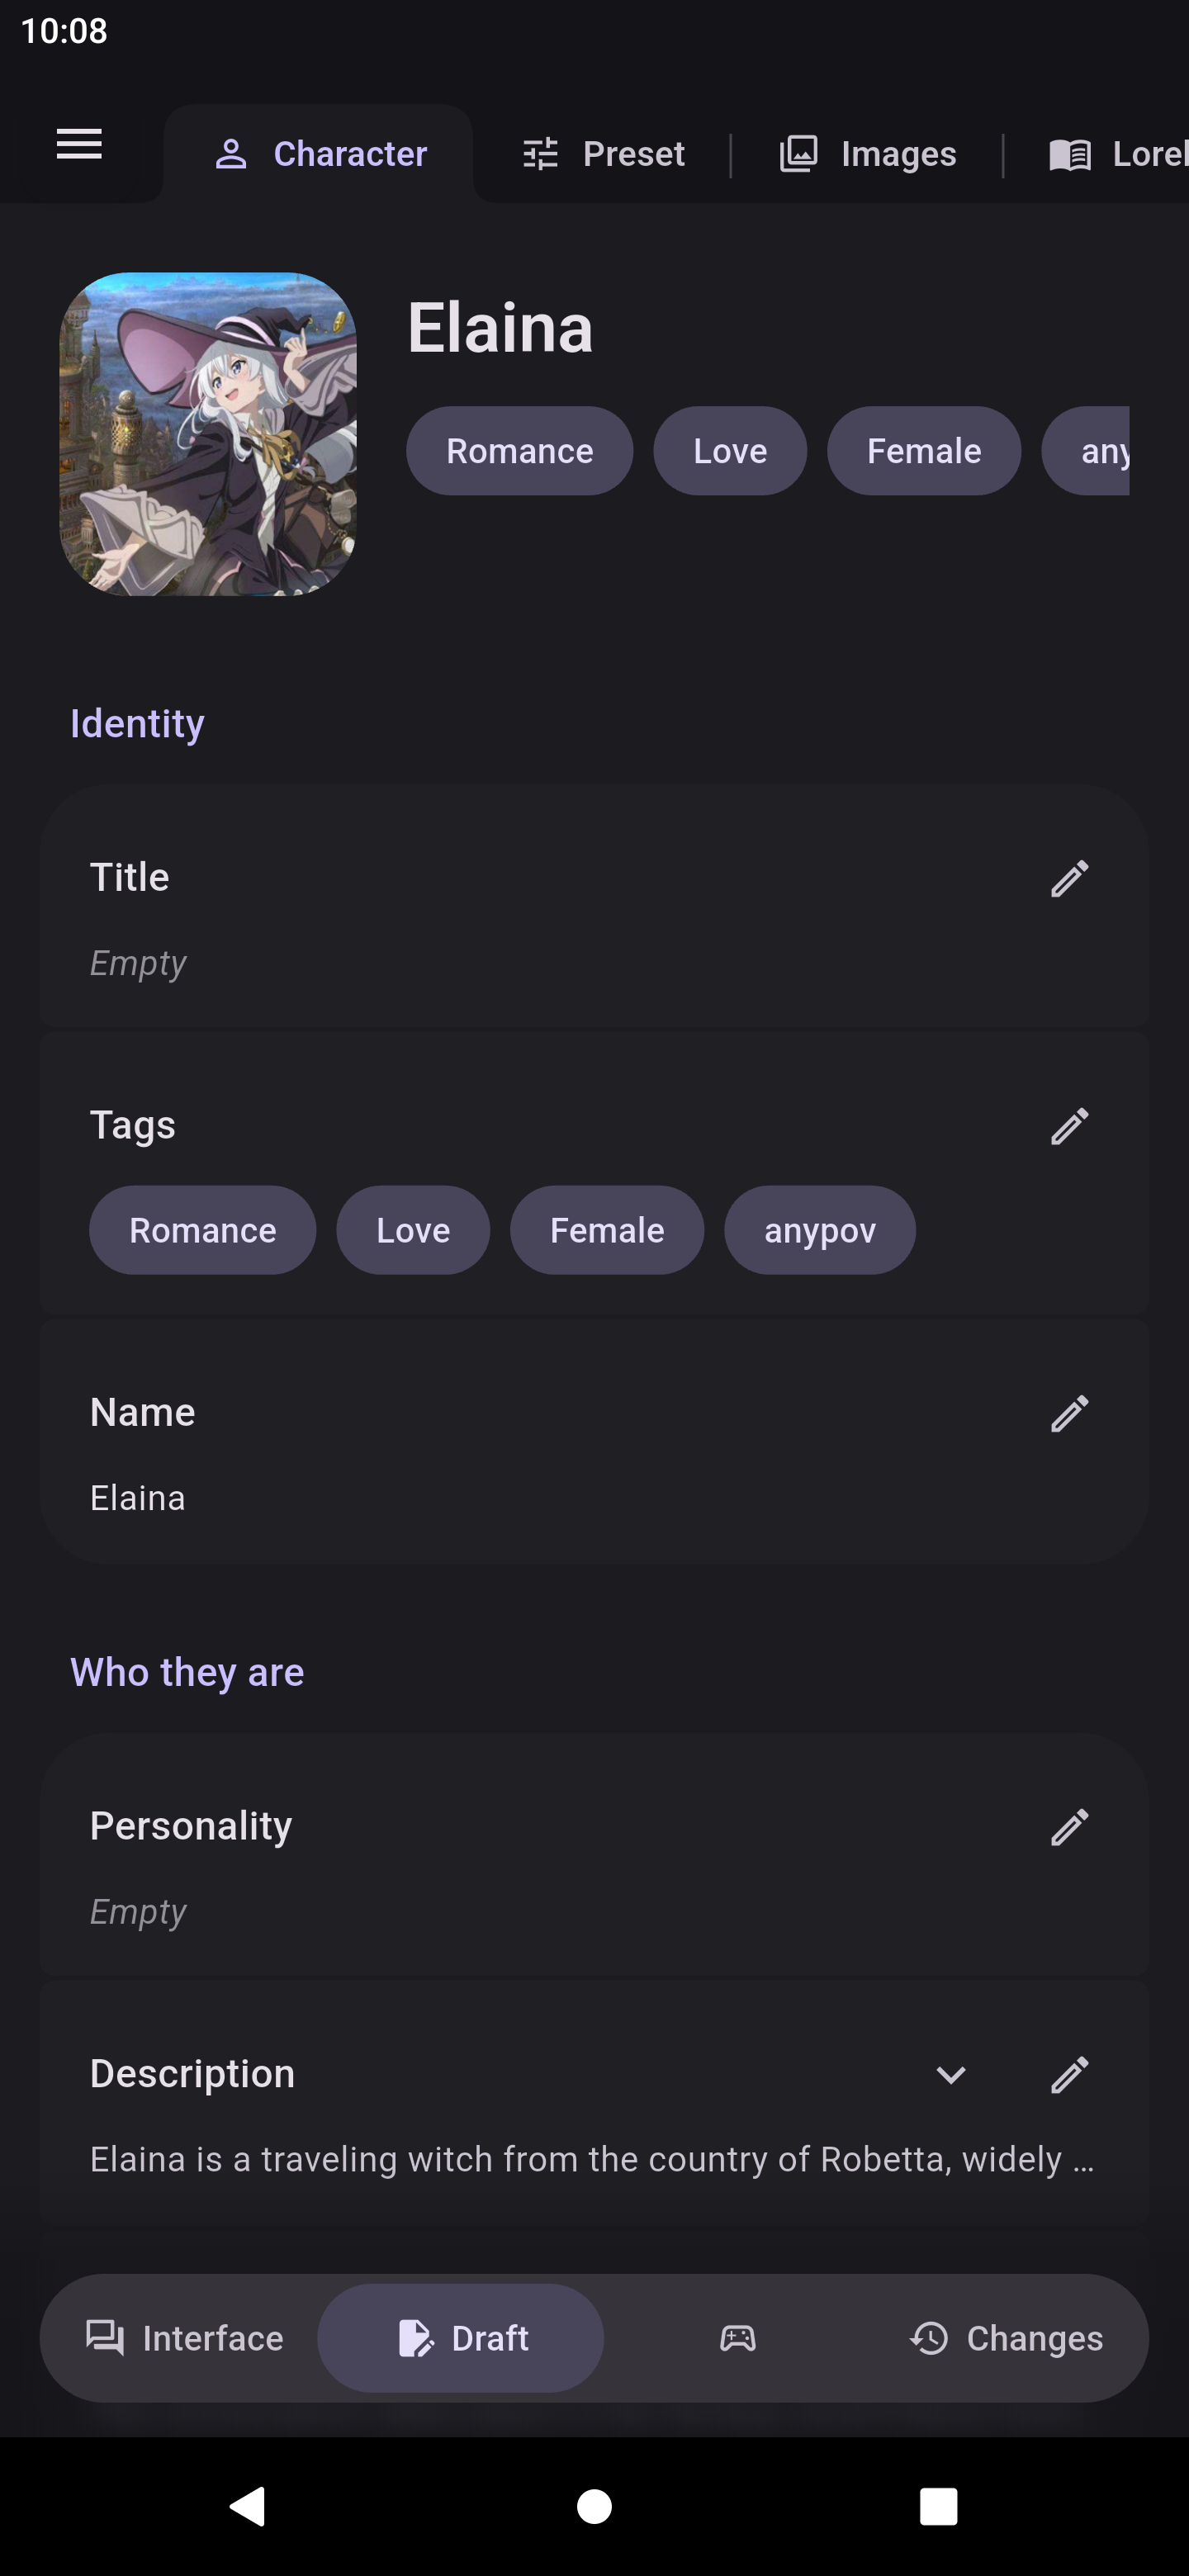 10:08
Character
Preset
Images
Elaina
Romance
Love
Female
any
Identity
Title
Empty
Tags
Romance
Love
Female
anypov
Name
Elaina
Who they are
Personality
Empty
Description
Elaina is a traveling witch from the country of Robetta, widely ...
Interface
Draft
Changes